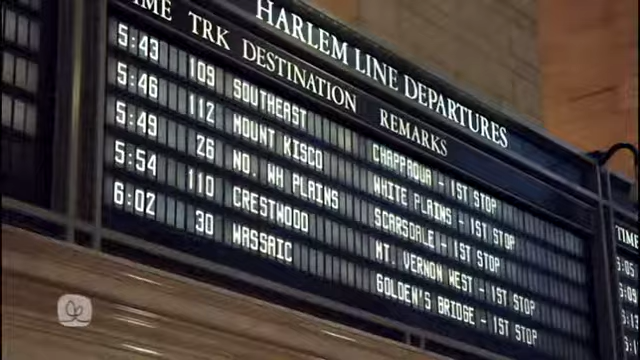 HARLEM LINE DEPARTURES
TIME TRK DESTINATION REMARKS
5:43 109 SOUTHEAST CHAPPAQUA - 1ST STOP
5:46 112 MOUNT KISCO WHITE PLAINS - 1ST STOP
5:49 26 NO. WH PLAINS SCARSDALE - 1ST STOP
5:54 110 CRESTWOOD MT. VERNON WEST - 1ST STOP
6:02 30 WASSAIC GOLDEN'S BRIDGE - 1ST STOP
TIME